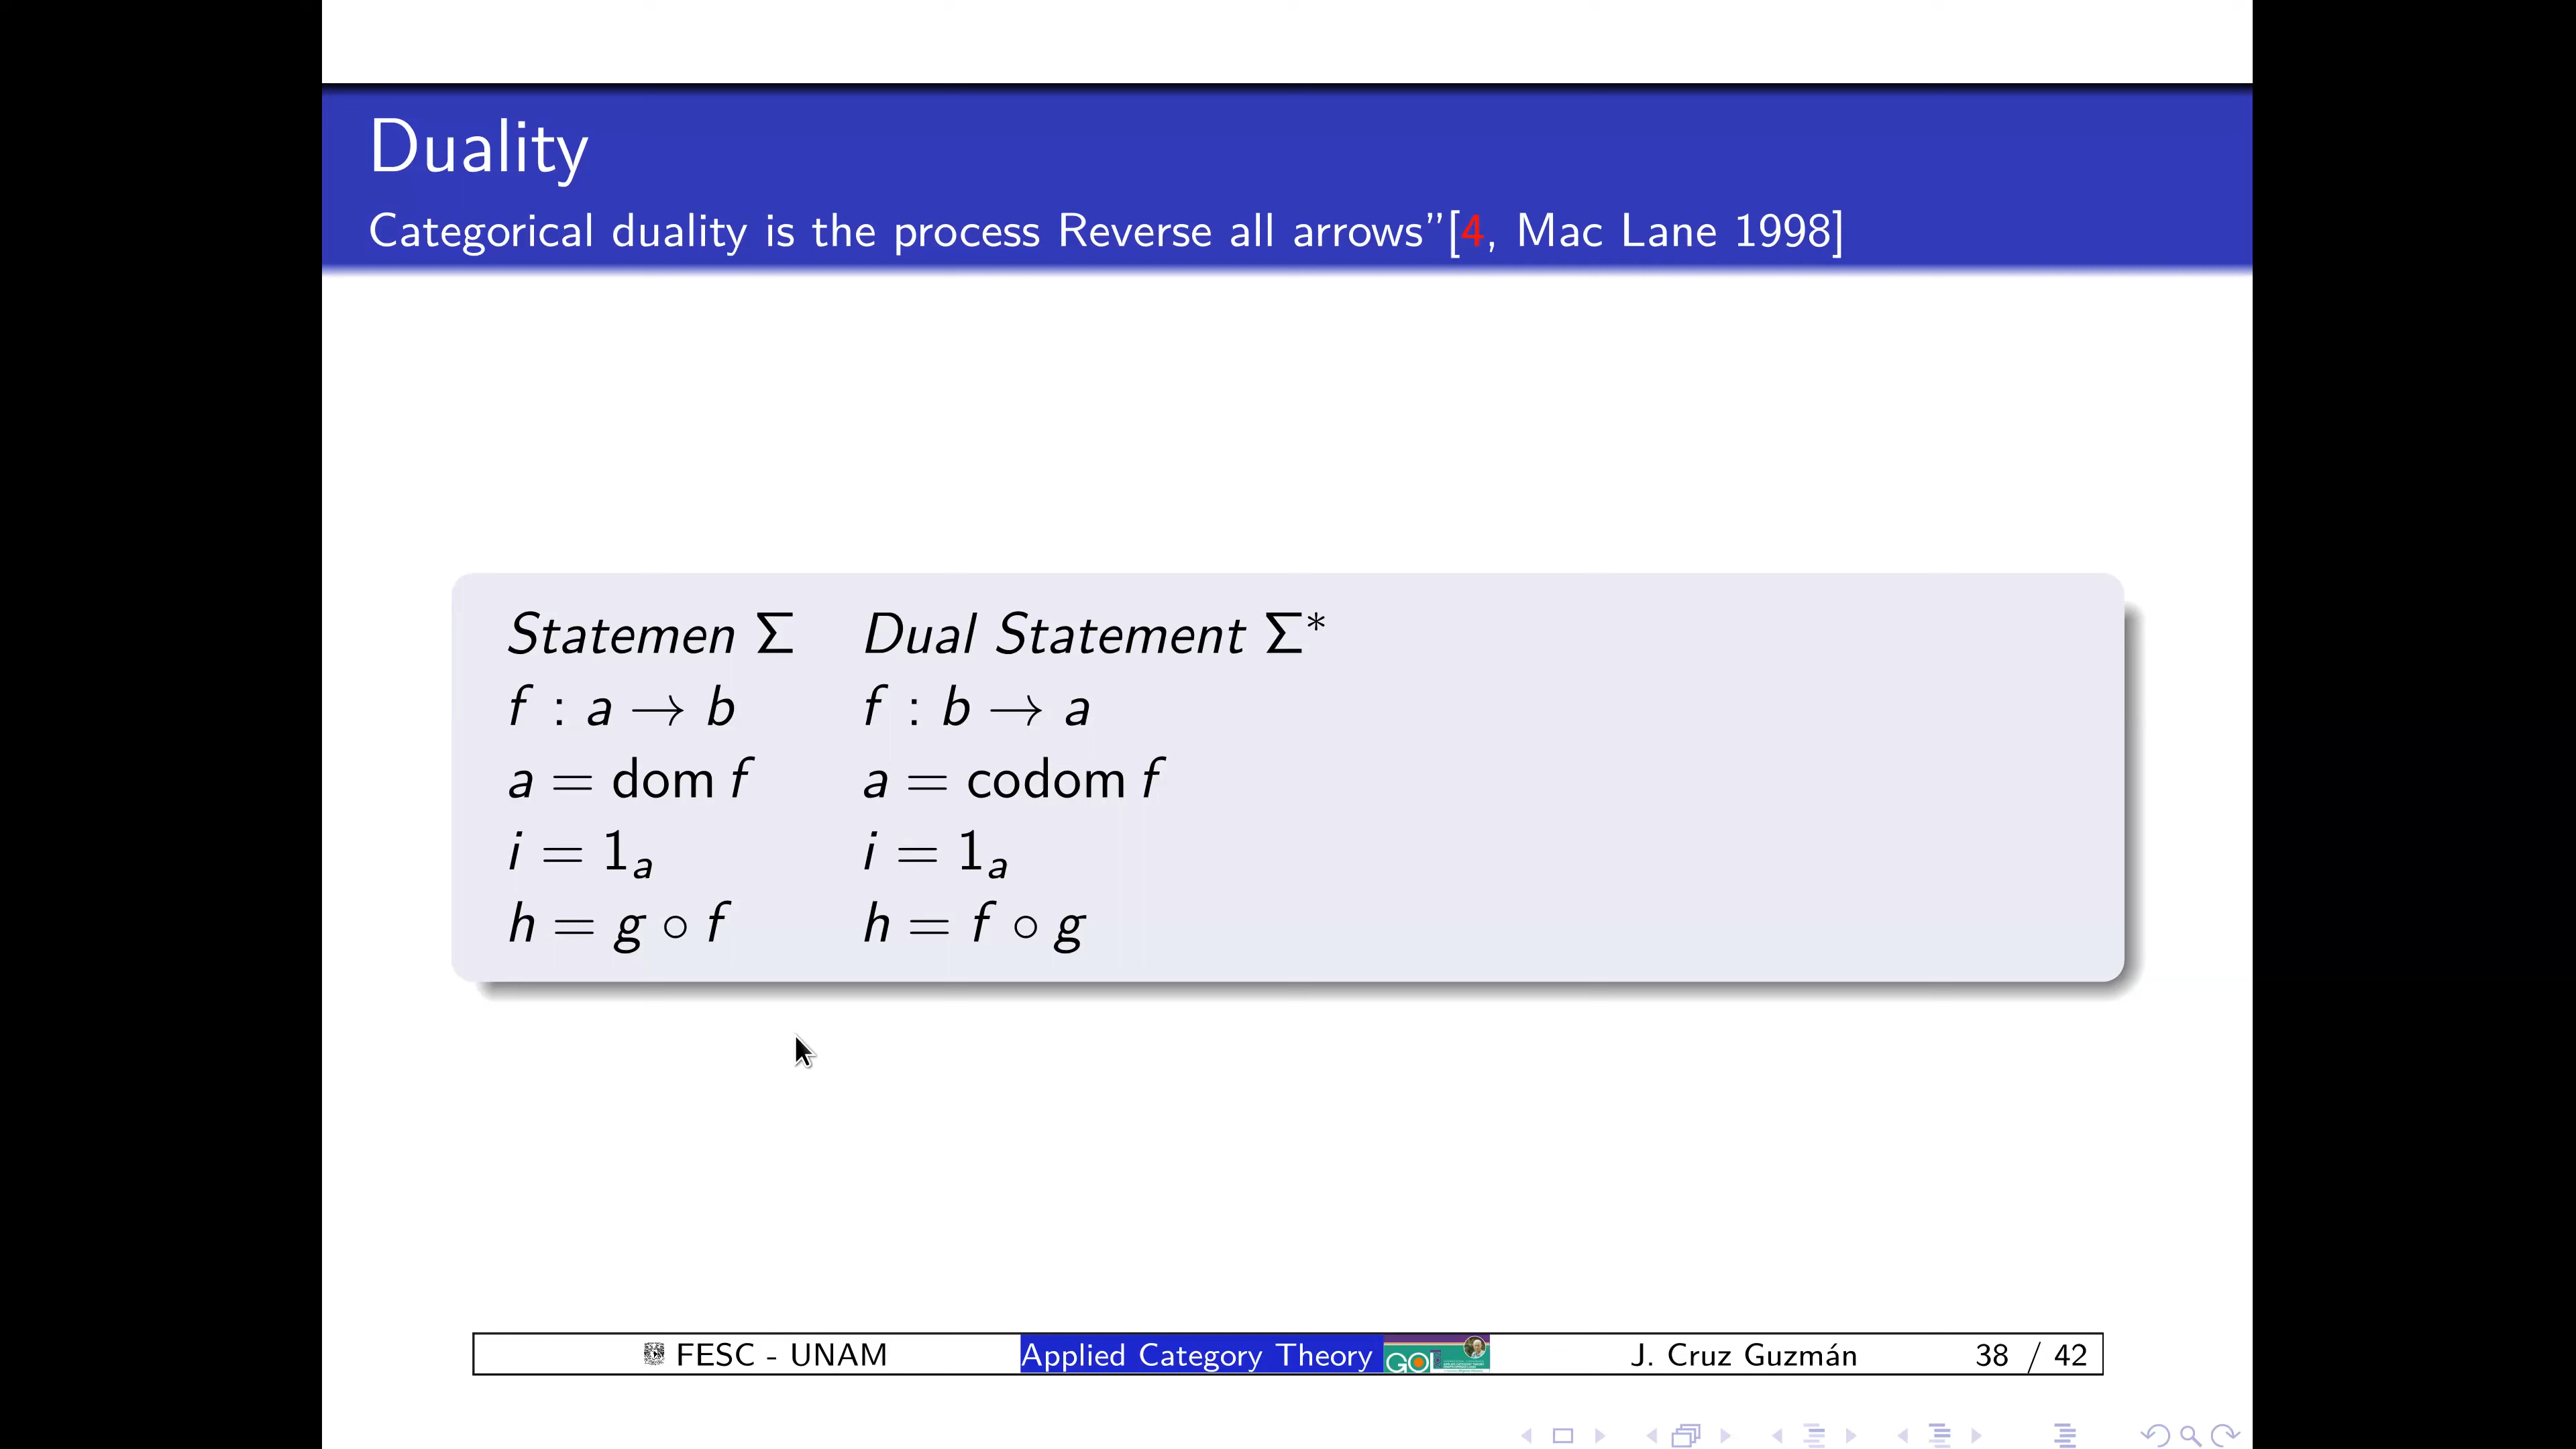 Duality
Categorical duality is the process Reverse all arrows”[4, Mac Lane 1998]
Statemen Σ Dual Statement Σ*
f : a → b f : b → a
a = dom f a = codom f
i = 1ₐ i = 1ₐ
h = g ∘ f h = f ∘ g
FESC - UNAM Applied Category Theory GOL J. Cruz Guzmán 38 / 42